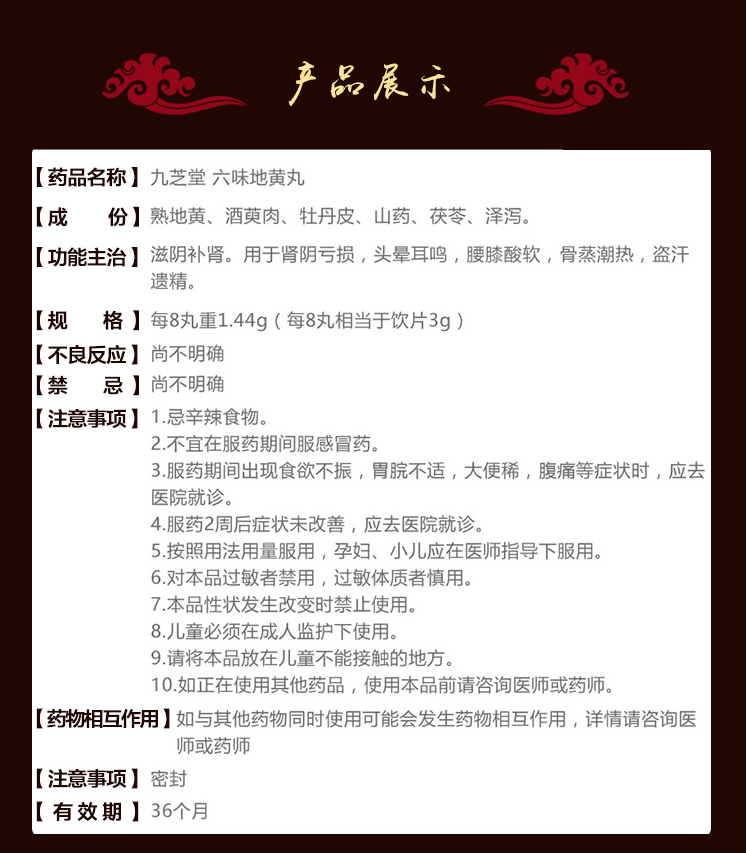 产品展示
【药品名称】九芝堂 六味地黄丸
【成 份】熟地黄、酒萸肉、牡丹皮、山药、茯苓、泽泻。
【功能主治】滋阴补肾。用于肾阴亏损，头晕耳鸣，腰膝酸软，骨蒸潮热，盗汗
遗精。
【规 格】每8丸重1.44g（每8丸相当于饮片3g）
【不良反应】尚不明确
【禁 忌】尚不明确
【注意事项】1.忌辛辣食物。
2.不宜在服药期间服感冒药。
3.服药期间出现食欲不振，胃脘不适，大便稀，腹痛等症状时，应去
医院就诊。
4.服药2周后症状未改善，应去医院就诊。
5.按照用法用量服用，孕妇、小儿应在医师指导下服用。
6.对本品过敏者禁用，过敏体质者慎用。
7.本品性状发生改变时禁止使用。
8.儿童必须在成人监护下使用。
9.请将本品放在儿童不能接触的地方。
10.如正在使用其他药品，使用本品前请咨询医师或药师。
【药物相互作用】如与其他药物同时使用可能会发生药物相互作用，详情请咨询医
师或药师
【注意事项】密封
【有效期】36个月